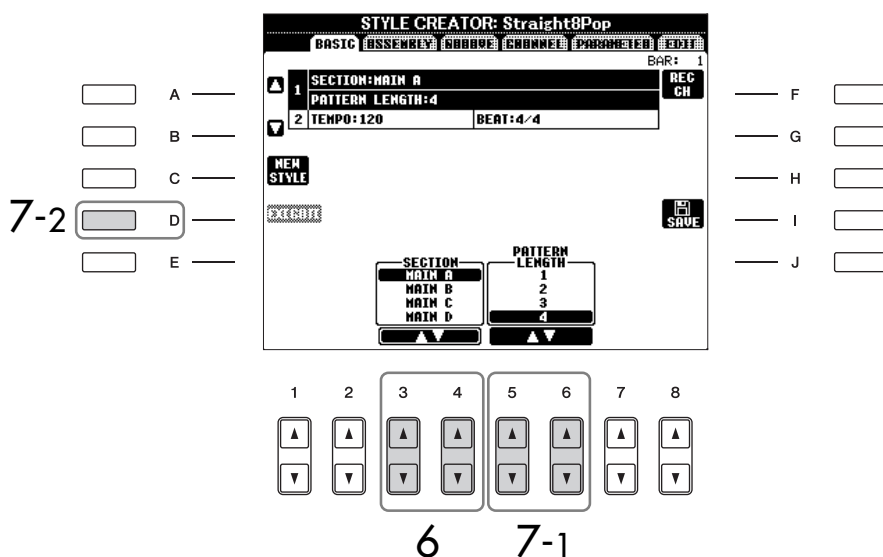 STYLE CREATOR: Straight8Pop
BASIC ASSEMBLY GROOVE CHANNEL PARAMETER EDIT
BAR: 1
1 SECTION:MAIN A
PATTERN LENGTH:4
REC CH
2 TEMPO:120 BEAT:4/4
NEW STYLE
EXECUTE
SAVE
A
B
C
7-2 D
E
F
G
H
I
J
SECTION
MAIN A
MAIN B
MAIN C
MAIN D
PATTERN LENGTH
1
2
3
4
1 2 3 4 5 6 7 8
6 7-1